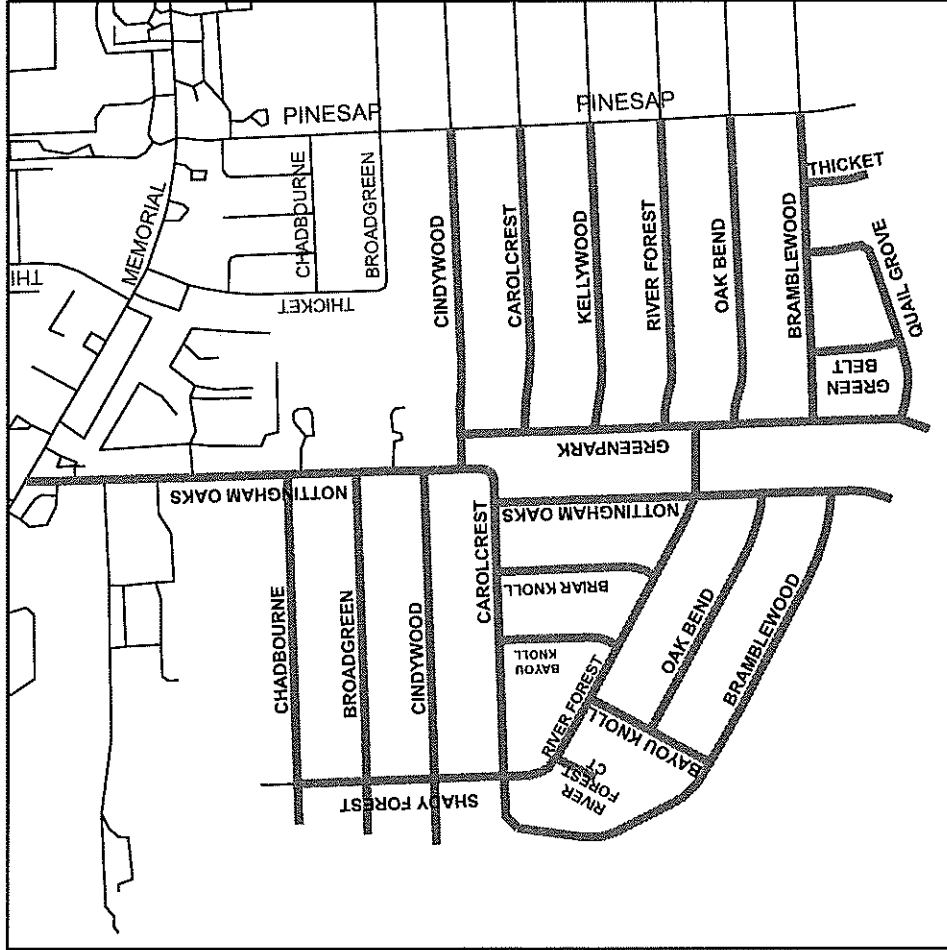 PINESAP
PINESAP
MEMORIAL
THI
CHADBOURNE
BROADGREEN
THICKET
CINDYWOOD
CAROLCREST
KELLYWOOD
RIVER FOREST
OAK BEND
BRAMBLEWOOD
THICKET
QUAIL GROVE
GREEN
BELT
GREENPARK
NOTTINGHAM OAKS
NOTTINGHAM OAKS
CHADBOURNE
BROADGREEN
CINDYWOOD
CAROLCREST
BRIAR KNOLL
BAYOU
KNOLL
SHADY FOREST
RIVER FOREST
RIVER
FOREST
CT
BAYOU KNOLL
OAK BEND
BRAMBLEWOOD